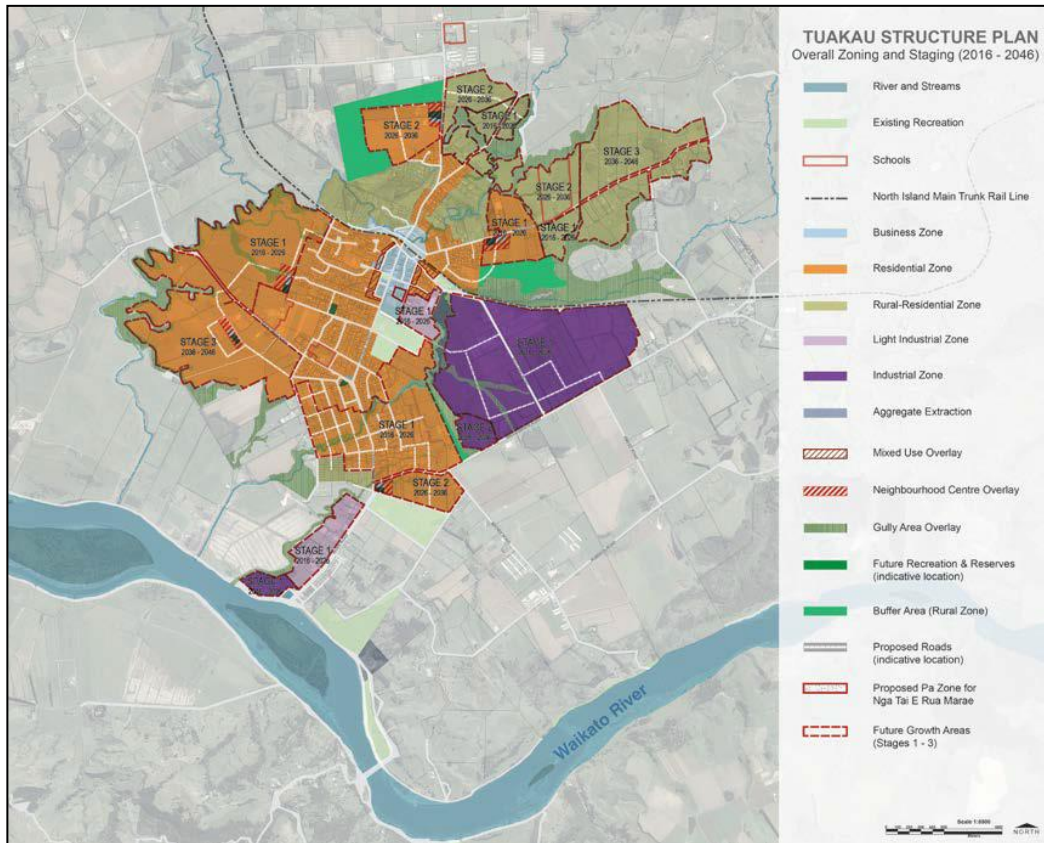 TUAKAU STRUCTURE PLAN
Overall Zoning and Staging (2016 - 2046)
River and Streams
Existing Recreation
Schools
North Island Main Trunk Rail Line
Business Zone
Residential Zone
Rural-Residential Zone
Light Industrial Zone
Industrial Zone
Aggregate Extraction
Mixed Use Overlay
Neighbourhood Centre Overlay
Gully Area Overlay
Future Recreation & Reserves
(indicative location)
Buffer Area (Rural Zone)
Proposed Roads
(indicative location)
Proposed Pa Zone for
Nga Tai E Rua Marae
Future Growth Areas
(Stages 1 - 3)
NORTH
STAGE 2
2026 - 2036
STAGE 2
2026 - 2036
STAGE 1
STAGE 3
2036 - 2046
STAGE 2
2026 - 2036
STAGE 1
2016 - 2026
STAGE 1
2016 - 2026
STAGE 1
2016 - 2026
STAGE 1
2016 - 2026
STAGE 3
2036 - 2046
STAGE 1
2016 - 2026
STAGE 2
2026 - 2036
STAGE 1
2016 - 2026
Waikato River